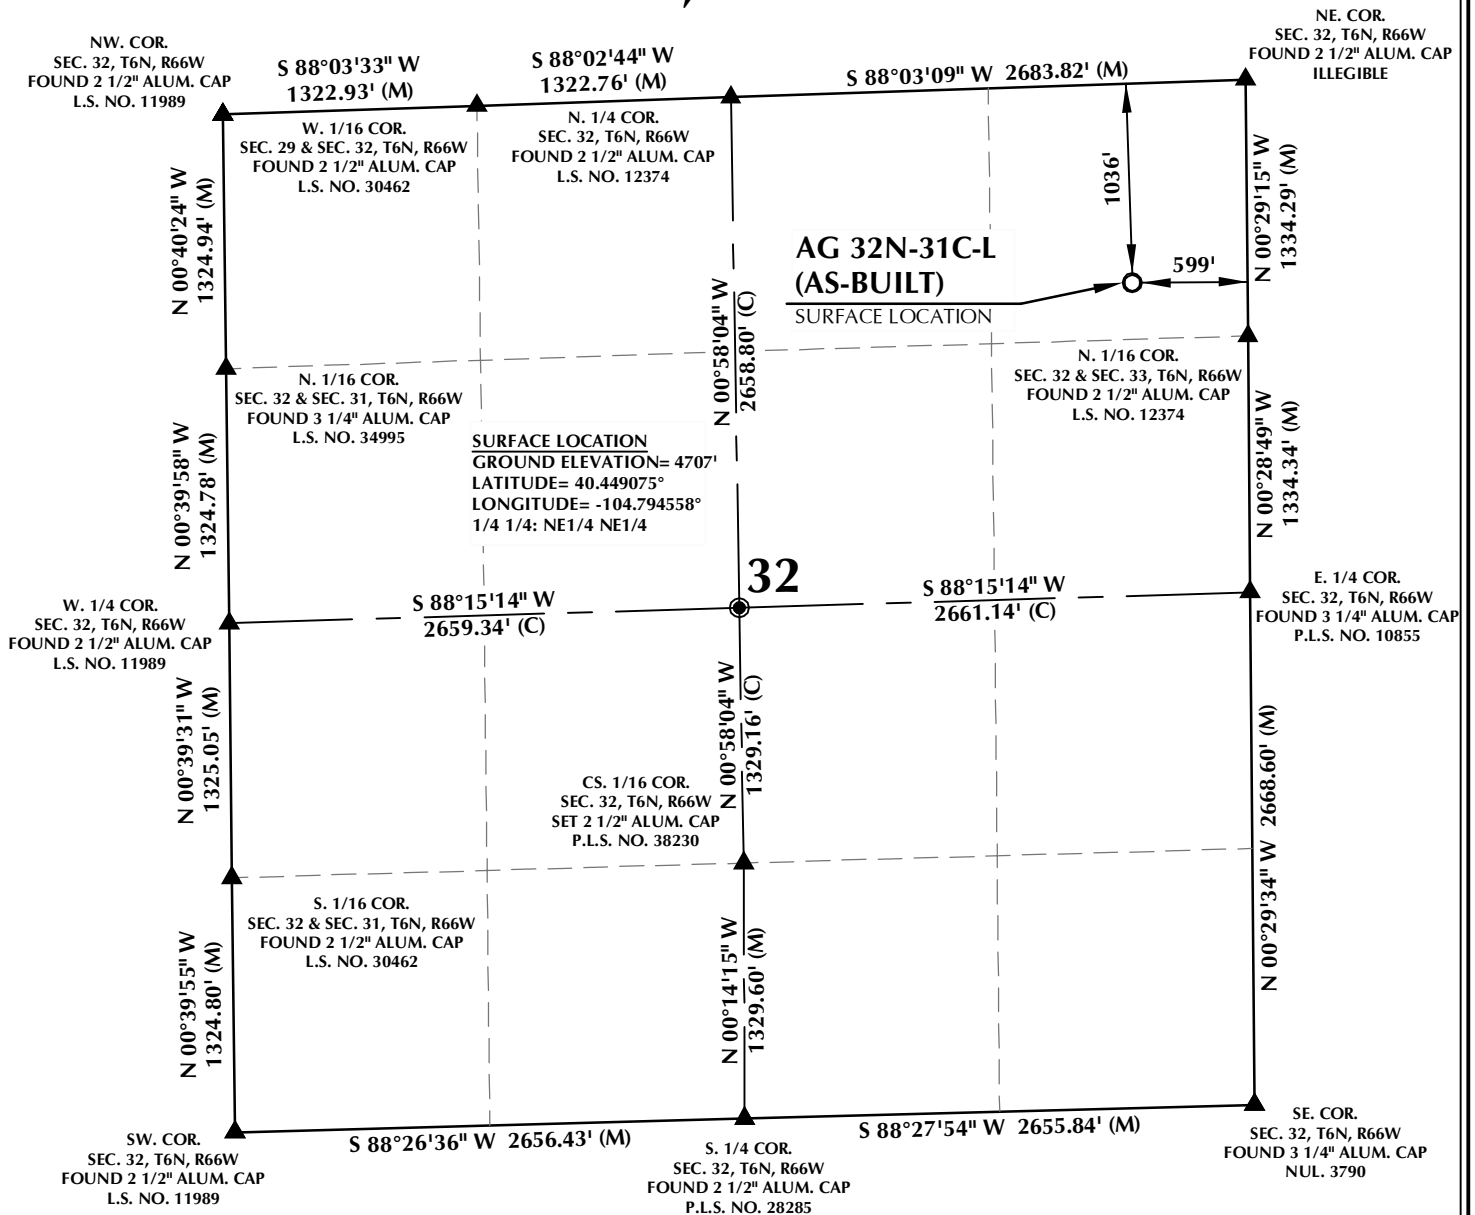 NW. COR.
SEC. 32, T6N, R66W
FOUND 2 1/2" ALUM. CAP
L.S. NO. 11989
S 88°03'33" W
1322.93' (M)
S 88°02'44" W
1322.76' (M)
S 88°03'09" W 2683.82' (M)
NE. COR.
SEC. 32, T6N, R66W
FOUND 2 1/2" ALUM. CAP
ILLEGIBLE
W. 1/16 COR.
SEC. 29 & SEC. 32, T6N, R66W
FOUND 2 1/2" ALUM. CAP
L.S. NO. 30462
N. 1/4 COR.
SEC. 32, T6N, R66W
FOUND 2 1/2" ALUM. CAP
L.S. NO. 12374
N 00°40'24" W
1324.94' (M)
1036'
N 00°29'15" W
1334.29' (M)
AG 32N-31C-L
(AS-BUILT)
SURFACE LOCATION
599'
N 00°58'04" W
2658.80' (C)
N. 1/16 COR.
SEC. 32 & SEC. 31, T6N, R66W
FOUND 3 1/4" ALUM. CAP
L.S. NO. 34995
N. 1/16 COR.
SEC. 32 & SEC. 33, T6N, R66W
FOUND 2 1/2" ALUM. CAP
L.S. NO. 12374
N 00°39'58" W
1324.78' (M)
SURFACE LOCATION
GROUND ELEVATION= 4707'
LATITUDE= 40.449075°
LONGITUDE= -104.794558°
1/4 1/4: NE1/4 NE1/4
N 00°28'49" W
1334.34' (M)
32
W. 1/4 COR.
SEC. 32, T6N, R66W
FOUND 2 1/2" ALUM. CAP
L.S. NO. 11989
S 88°15'14" W
2659.34' (C)
S 88°15'14" W
2661.14' (C)
E. 1/4 COR.
SEC. 32, T6N, R66W
FOUND 3 1/4" ALUM. CAP
P.L.S. NO. 10855
N 00°39'31" W
1325.05' (M)
N 00°58'04" W
1329.16' (C)
CS. 1/16 COR.
SEC. 32, T6N, R66W
SET 2 1/2" ALUM. CAP
P.L.S. NO. 38230
N 00°29'34" W 2668.60' (M)
S. 1/16 COR.
SEC. 32 & SEC. 31, T6N, R66W
FOUND 2 1/2" ALUM. CAP
L.S. NO. 30462
N 00°39'55" W
1324.80' (M)
N 00°14'15" W
1329.60' (M)
SW. COR.
SEC. 32, T6N, R66W
FOUND 2 1/2" ALUM. CAP
L.S. NO. 11989
S 88°26'36" W 2656.43' (M)
S. 1/4 COR.
SEC. 32, T6N, R66W
FOUND 2 1/2" ALUM. CAP
P.L.S. NO. 28285
S 88°27'54" W 2655.84' (M)
SE. COR.
SEC. 32, T6N, R66W
FOUND 3 1/4" ALUM. CAP
NUL. 3790